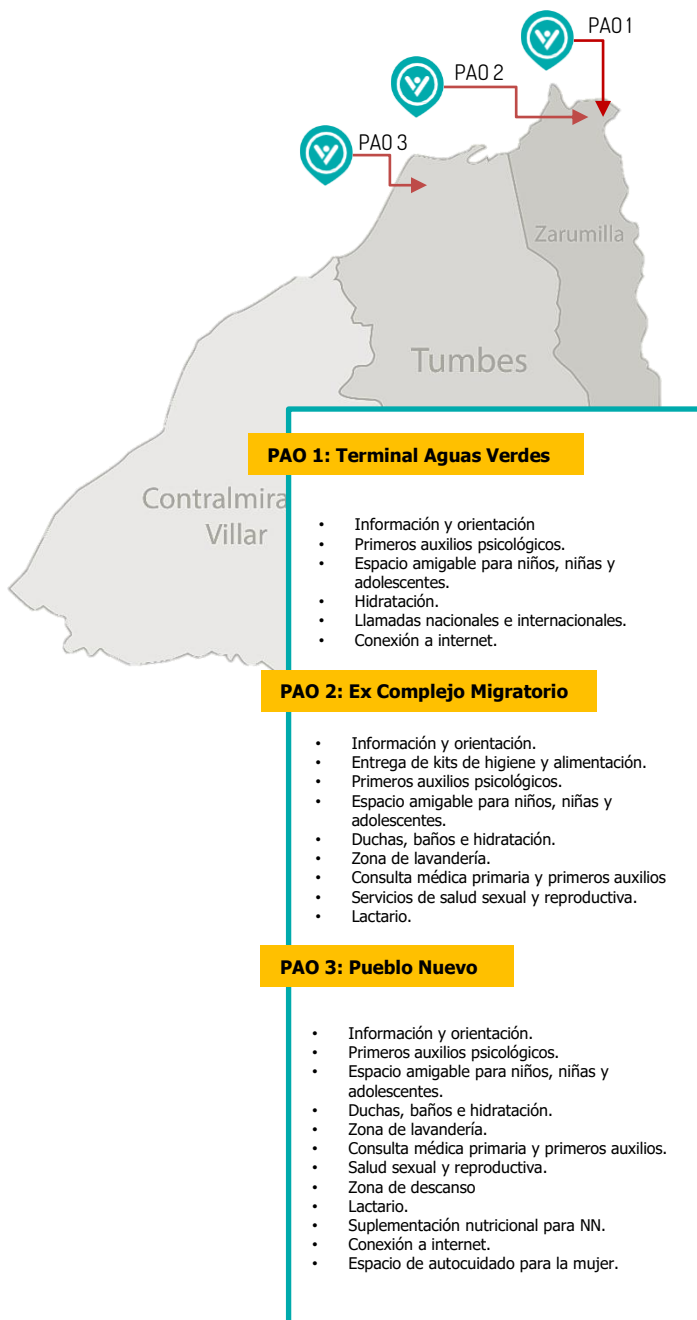 PAO 1
PAO 2
PAO 3
Zarumilla
Tumbes
Contralmira
Villar
PAO 1: Terminal Aguas Verdes
• Información y orientación
• Primeros auxilios psicológicos.
• Espacio amigable para niños, niñas y
adolescentes.
• Hidratación.
• Llamadas nacionales e internacionales.
• Conexión a internet.
PAO 2: Ex Complejo Migratorio
• Información y orientación.
• Entrega de kits de higiene y alimentación.
• Primeros auxilios psicológicos.
• Espacio amigable para niños, niñas y
adolescentes.
• Duchas, baños e hidratación.
• Zona de lavandería.
• Consulta médica primaria y primeros auxilios
• Servicios de salud sexual y reproductiva.
• Lactario.
PAO 3: Pueblo Nuevo
• Información y orientación.
• Primeros auxilios psicológicos.
• Espacio amigable para niños, niñas y
adolescentes.
• Duchas, baños e hidratación.
• Zona de lavandería.
• Consulta médica primaria y primeros auxilios.
• Salud sexual y reproductiva.
• Zona de descanso
• Lactario.
• Suplementación nutricional para NN.
• Conexión a internet.
• Espacio de autocuidado para la mujer.